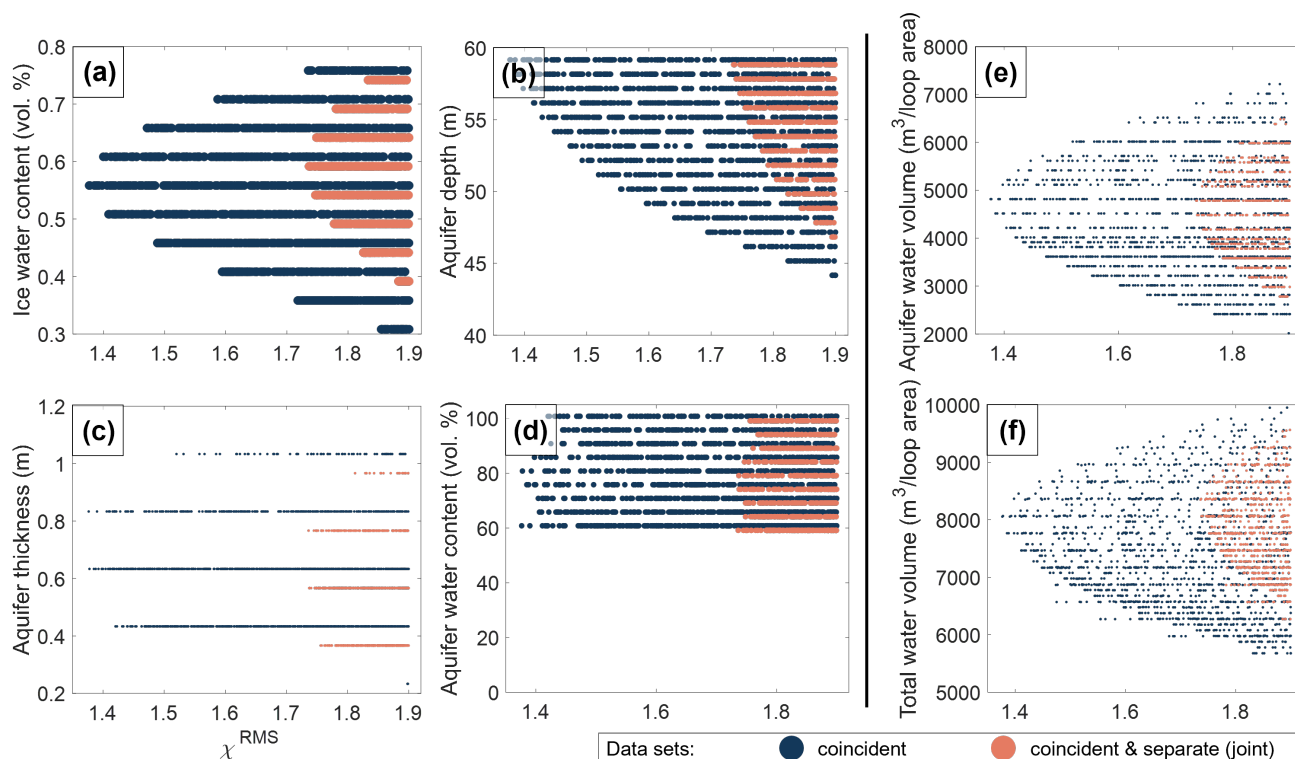 (a)
Ice water content (vol. %)
0.8
0.7
0.6
0.5
0.4
0.3
1.4 1.5 1.6 1.7 1.8 1.9
(b)
Aquifer depth (m)
60
55
50
45
40
1.4 1.5 1.6 1.7 1.8 1.9
(e)
Aquifer water volume (m³/loop area)
8000
7000
6000
5000
4000
3000
2000
1.4 1.6 1.8
(c)
Aquifer thickness (m)
1.2
1
0.8
0.6
0.4
0.2
1.4 1.5 1.6 1.7 1.8 1.9
χ RMS
(d)
Aquifer water content (vol. %)
100
80
60
40
20
0
1.4 1.6 1.8
(f)
Total water volume (m³/loop area)
10000
9000
8000
7000
6000
5000
1.4 1.6 1.8
Data sets: coincident coincident & separate (joint)